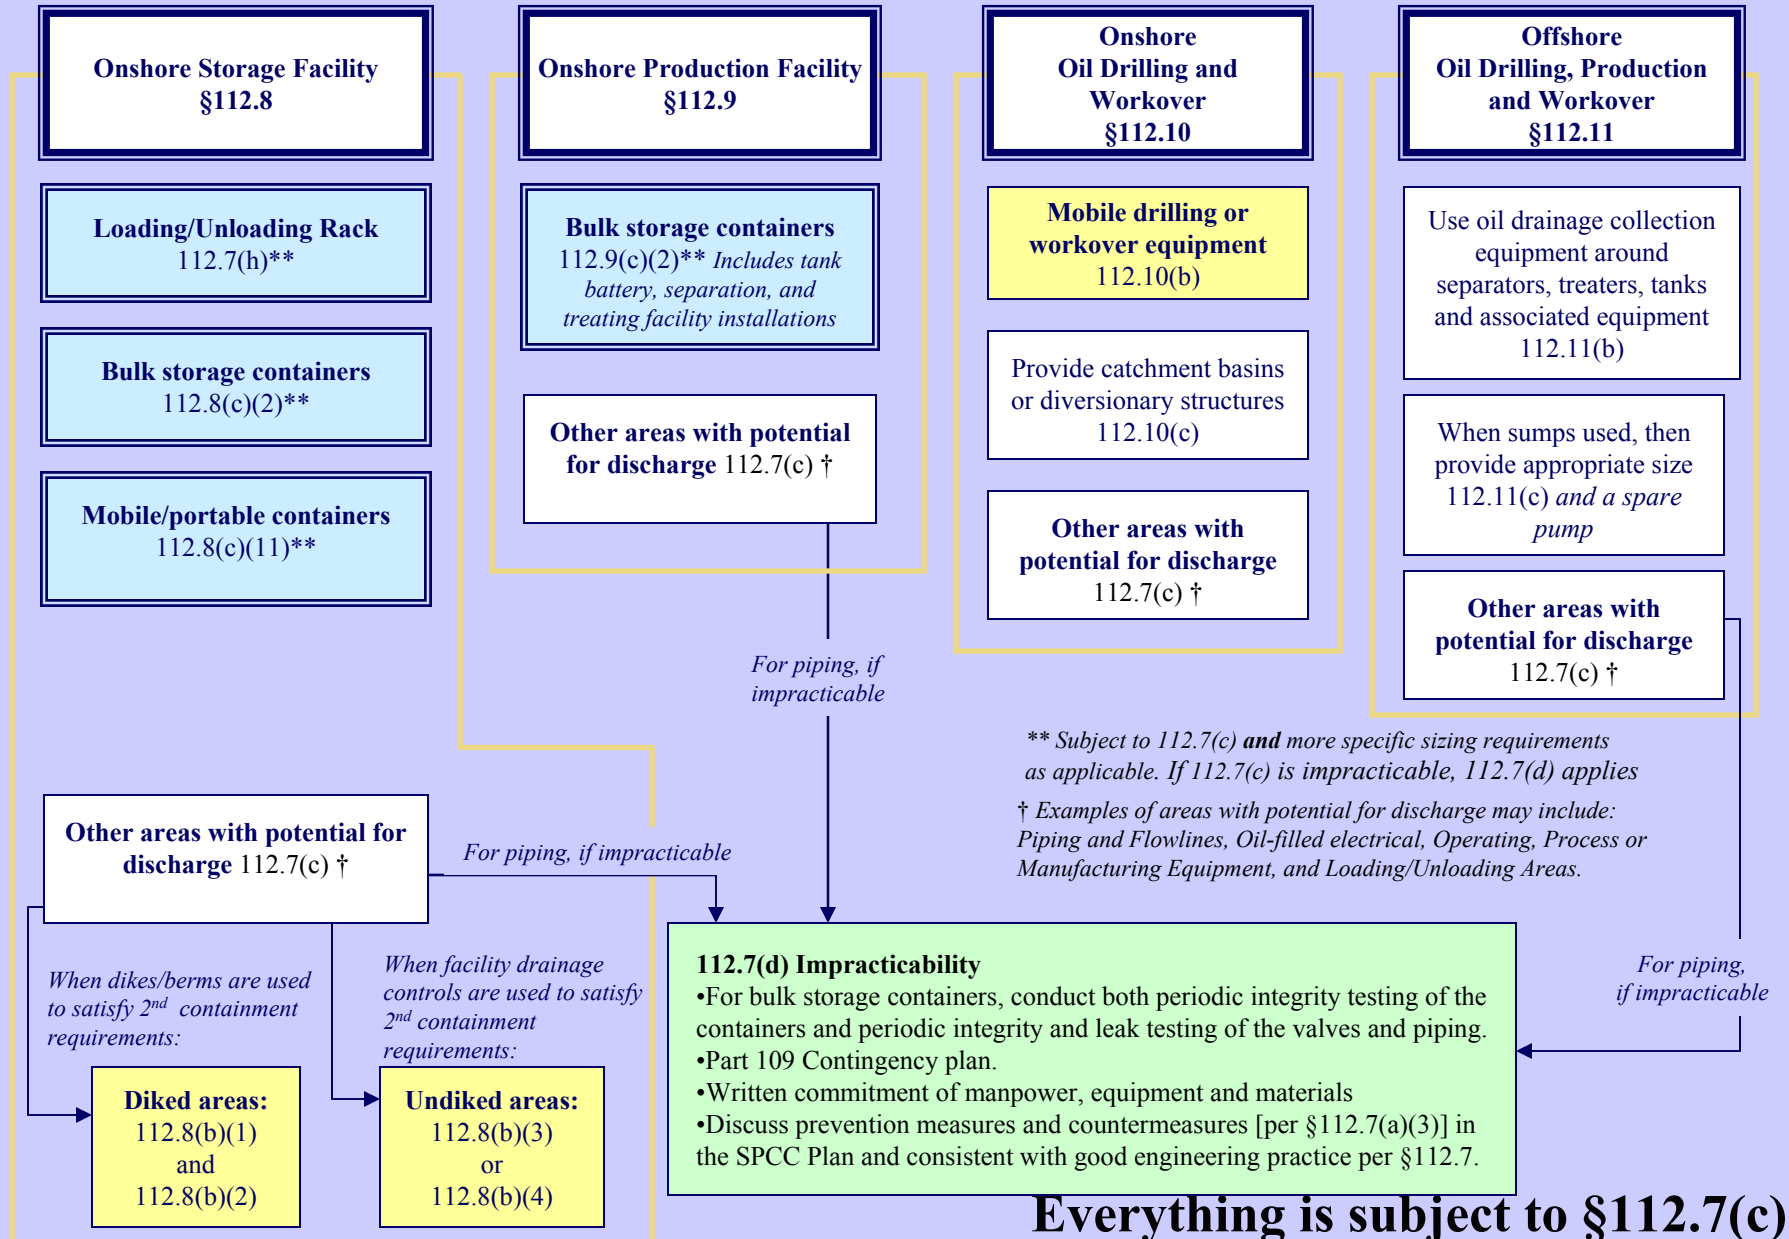 Onshore Storage Facility
§112.8
Loading/Unloading Rack
112.7(h)**
Bulk storage containers
112.8(c)(2)**
Mobile/portable containers
112.8(c)(11)**
Other areas with potential for
discharge 112.7(c) †
For piping, if impracticable
When dikes/berms are used
to satisfy 2nd containment
requirements:
When facility drainage
controls are used to satisfy
2nd containment
requirements:
Diked areas:
112.8(b)(1)
and
112.8(b)(2)
Undiked areas:
112.8(b)(3)
or
112.8(b)(4)
Onshore Production Facility
§112.9
Bulk storage containers
112.9(c)(2)** Includes tank
battery, separation, and
treating facility installations
Other areas with potential
for discharge 112.7(c) †
For piping, if
impracticable
Onshore
Oil Drilling and
Workover
§112.10
Mobile drilling or
workover equipment
112.10(b)
Provide catchment basins
or diversionary structures
112.10(c)
Other areas with
potential for discharge
112.7(c) †
Offshore
Oil Drilling, Production
and Workover
§112.11
Use oil drainage collection
equipment around
separators, treaters, tanks
and associated equipment
112.11(b)
When sumps used, then
provide appropriate size
112.11(c) and a spare
pump
Other areas with
potential for discharge
112.7(c) †
** Subject to 112.7(c) and more specific sizing requirements
as applicable. If 112.7(c) is impracticable, 112.7(d) applies
† Examples of areas with potential for discharge may include:
Piping and Flowlines, Oil-filled electrical, Operating, Process or
Manufacturing Equipment, and Loading/Unloading Areas.
For piping,
if impracticable
112.7(d) Impracticability
•For bulk storage containers, conduct both periodic integrity testing of the
containers and periodic integrity and leak testing of the valves and piping.
•Part 109 Contingency plan.
•Written commitment of manpower, equipment and materials
•Discuss prevention measures and countermeasures [per §112.7(a)(3)] in
the SPCC Plan and consistent with good engineering practice per §112.7.
Everything is subject to §112.7(c)